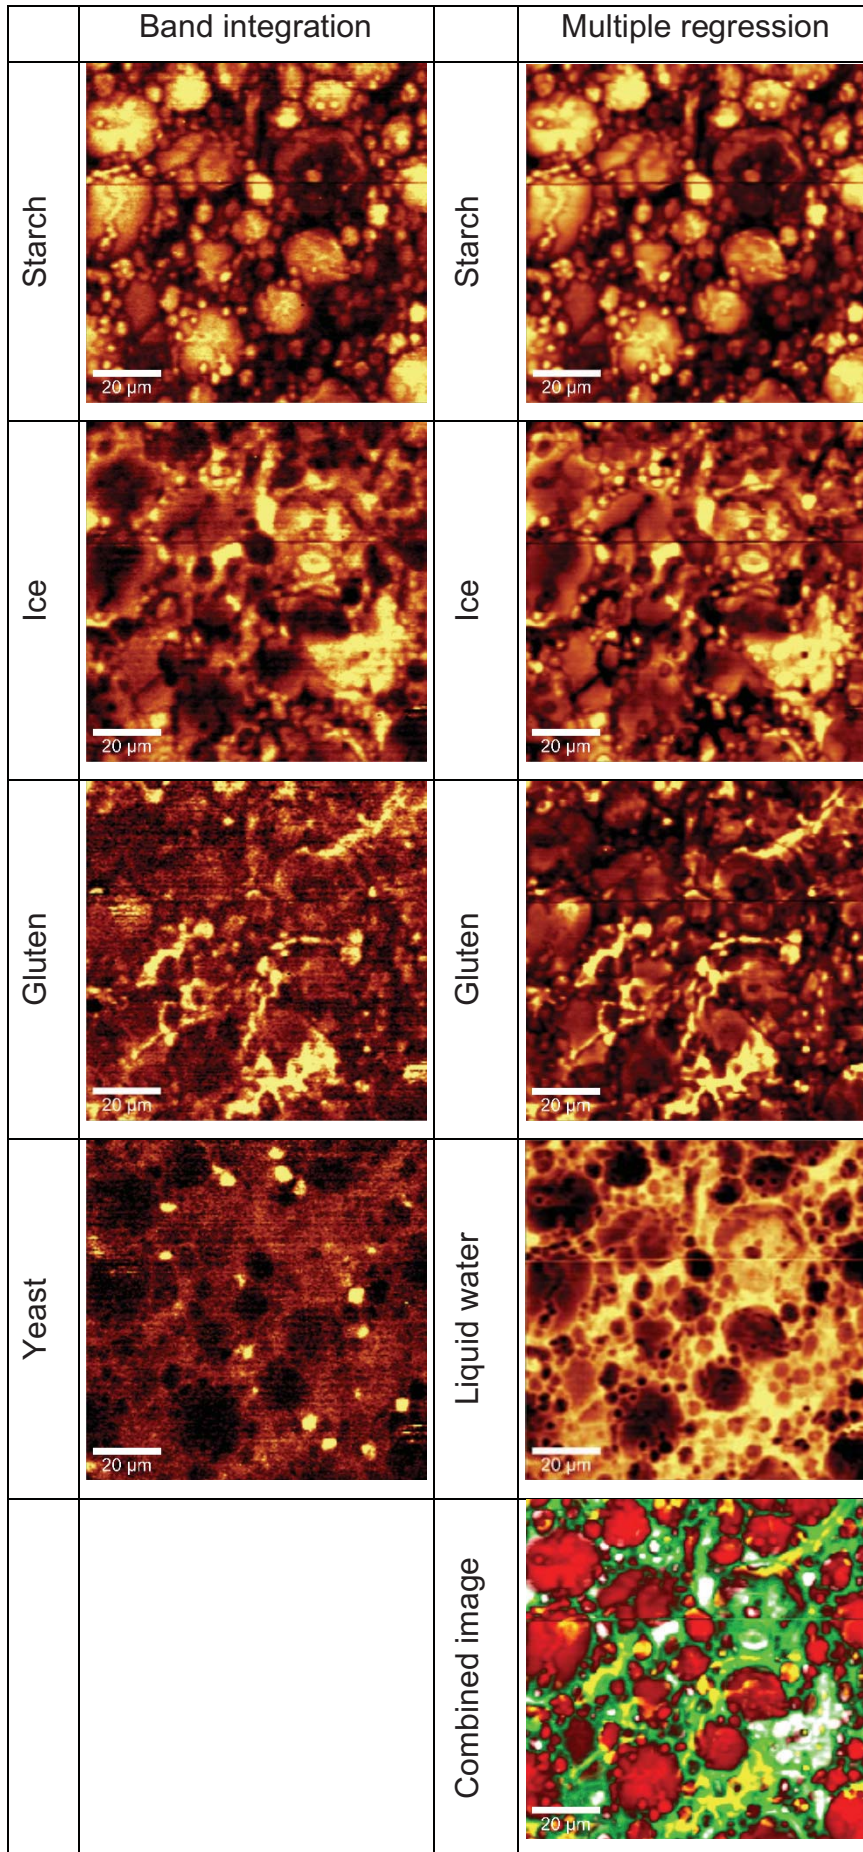 Band integration
Multiple regression
Starch
20 µm
Starch
20 µm
Ice
20 µm
Ice
20 µm
Gluten
20 µm
Gluten
20 µm
Yeast
20 µm
Liquid water
20 µm
Combined image
20 µm